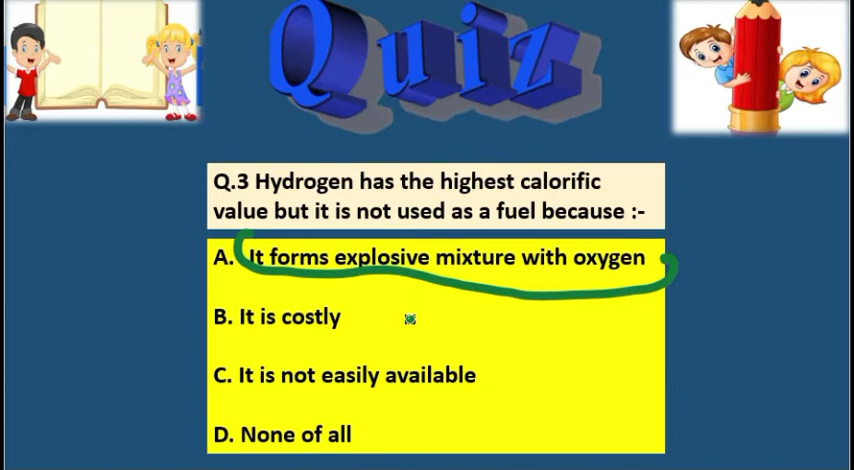 Quiz
Q.3 Hydrogen has the highest calorific
value but it is not used as a fuel because :-
A. It forms explosive mixture with oxygen
B. It is costly
C. It is not easily available
D. None of all